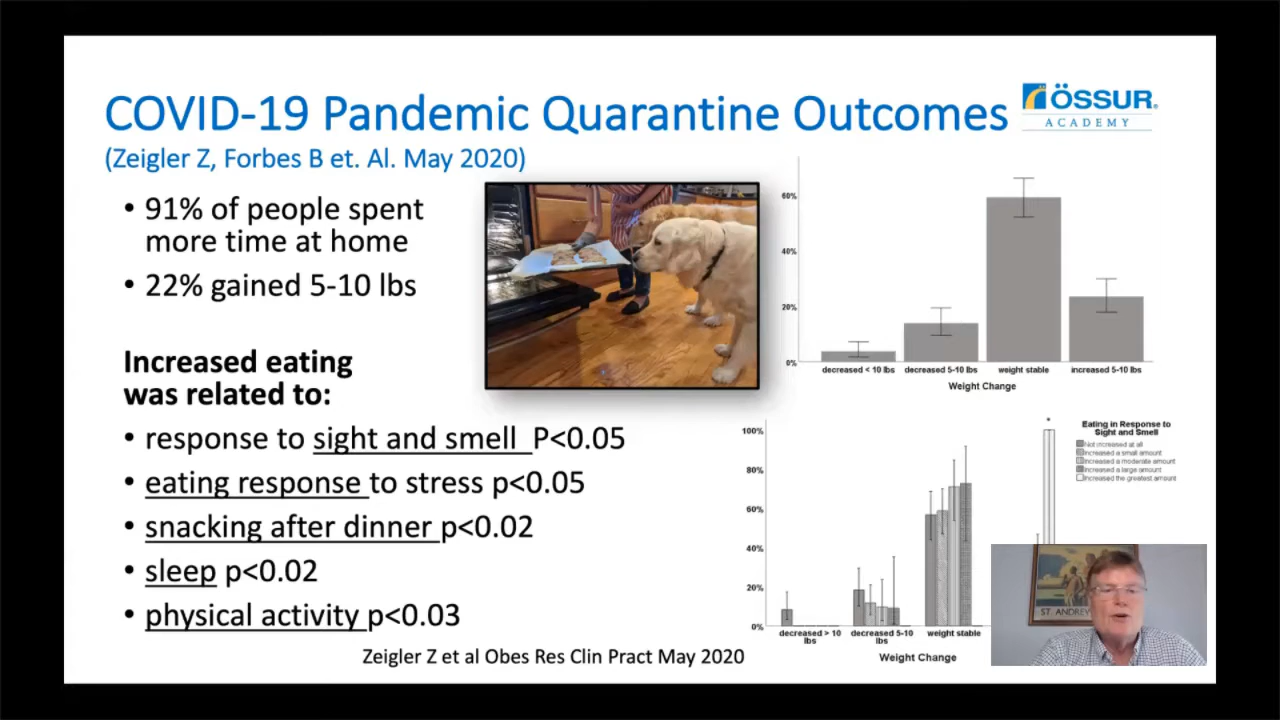 COVID-19 Pandemic Quarantine Outcomes
ÖSSUR®
ACADEMY
(Zeigler Z, Forbes B et. Al. May 2020)
• 91% of people spent
more time at home
• 22% gained 5-10 lbs
Increased eating
was related to:
• response to sight and smell P<0.05
• eating response to stress p<0.05
• snacking after dinner p<0.02
• sleep p<0.02
• physical activity p<0.03
Zeigler Z et al Obes Res Clin Pract May 2020
60%
40%
20%
0%
decreased < 10 lbs
decreased 5-10 lbs
weight stable
increased 5-10 lbs
Weight Change
100%
80%
60%
40%
20%
0%
*
decreased > 10
lbs
decreased 5-10
lbs
weight stable
Weight Change
Eating in Response to
Sight and Smell
Not increased at all
Increased a small amount
Increased a moderate amount
Increased a large amount
Increased the greatest amount
ST. ANDREW